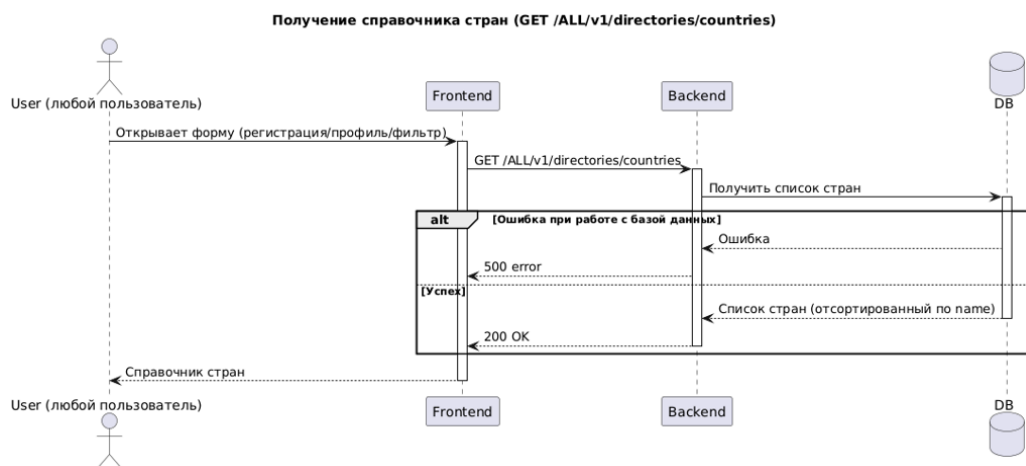 Получение справочника стран (GET /ALL/v1/directories/countries)
User (любой пользователь)
Frontend
Backend
DB
Открывает форму (регистрация/профиль/фильтр)
GET /ALL/v1/directories/countries
Получить список стран
alt
[Ошибка при работе с базой данных]
Ошибка
500 error
[Успех]
Список стран (отсортированный по name)
200 OK
Справочник стран
User (любой пользователь)
Frontend
Backend
DB